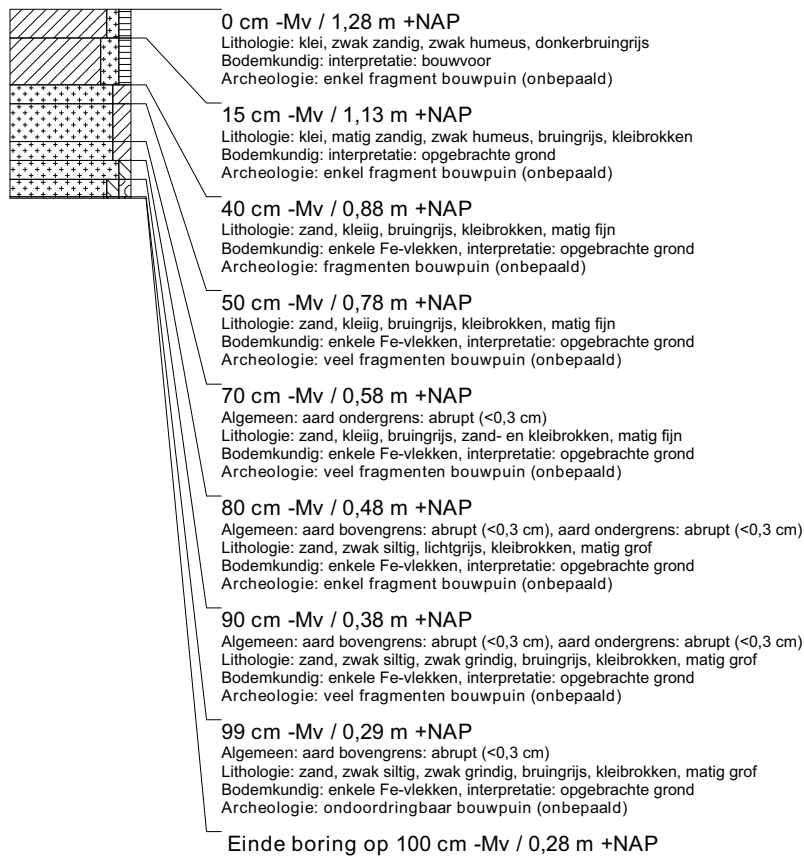 0 cm -Mv / 1,28 m +NAP
Lithologie: klei, zwak zandig, zwak humeus, donkerbruingrijs
Bodemkundig: interpretatie: bouwvoor
Archeologie: enkel fragment bouwpuin (onbepaald)
15 cm -Mv / 1,13 m +NAP
Lithologie: klei, matig zandig, zwak humeus, bruingrijs, kleibrokken
Bodemkundig: interpretatie: opgebrachte grond
Archeologie: enkel fragment bouwpuin (onbepaald)
40 cm -Mv / 0,88 m +NAP
Lithologie: zand, kleiig, bruingrijs, kleibrokken, matig fijn
Bodemkundig: enkele Fe-vlekken, interpretatie: opgebrachte grond
Archeologie: fragmenten bouwpuin (onbepaald)
50 cm -Mv / 0,78 m +NAP
Lithologie: zand, kleiig, bruingrijs, kleibrokken, matig fijn
Bodemkundig: enkele Fe-vlekken, interpretatie: opgebrachte grond
Archeologie: veel fragmenten bouwpuin (onbepaald)
70 cm -Mv / 0,58 m +NAP
Algemeen: aard ondergrens: abrupt (<0,3 cm)
Lithologie: zand, kleiig, bruingrijs, zand- en kleibrokken, matig fijn
Bodemkundig: enkele Fe-vlekken, interpretatie: opgebrachte grond
Archeologie: veel fragmenten bouwpuin (onbepaald)
80 cm -Mv / 0,48 m +NAP
Algemeen: aard bovengrens: abrupt (<0,3 cm), aard ondergrens: abrupt (<0,3 cm)
Lithologie: zand, zwak siltig, lichtgrijs, kleibrokken, matig grof
Bodemkundig: enkele Fe-vlekken, interpretatie: opgebrachte grond
Archeologie: enkel fragment bouwpuin (onbepaald)
90 cm -Mv / 0,38 m +NAP
Algemeen: aard bovengrens: abrupt (<0,3 cm), aard ondergrens: abrupt (<0,3 cm)
Lithologie: zand, zwak siltig, zwak grindig, bruingrijs, kleibrokken, matig grof
Bodemkundig: enkele Fe-vlekken, interpretatie: opgebrachte grond
Archeologie: veel fragmenten bouwpuin (onbepaald)
99 cm -Mv / 0,29 m +NAP
Algemeen: aard bovengrens: abrupt (<0,3 cm)
Lithologie: zand, zwak siltig, zwak grindig, bruingrijs, kleibrokken, matig grof
Bodemkundig: enkele Fe-vlekken, interpretatie: opgebrachte grond
Archeologie: ondoordringbaar bouwpuin (onbepaald)
Einde boring op 100 cm -Mv / 0,28 m +NAP